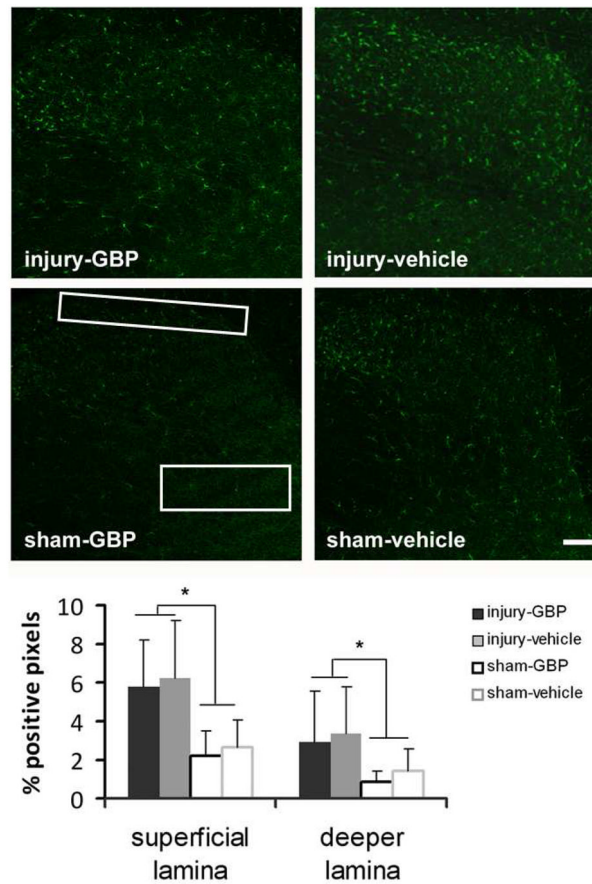 injury-GBP
injury-vehicle
sham-GBP
sham-vehicle
% positive pixels
10
8
6
4
2
0
*
*
superficial
lamina
deeper
lamina
injury-GBP
injury-vehicle
sham-GBP
sham-vehicle